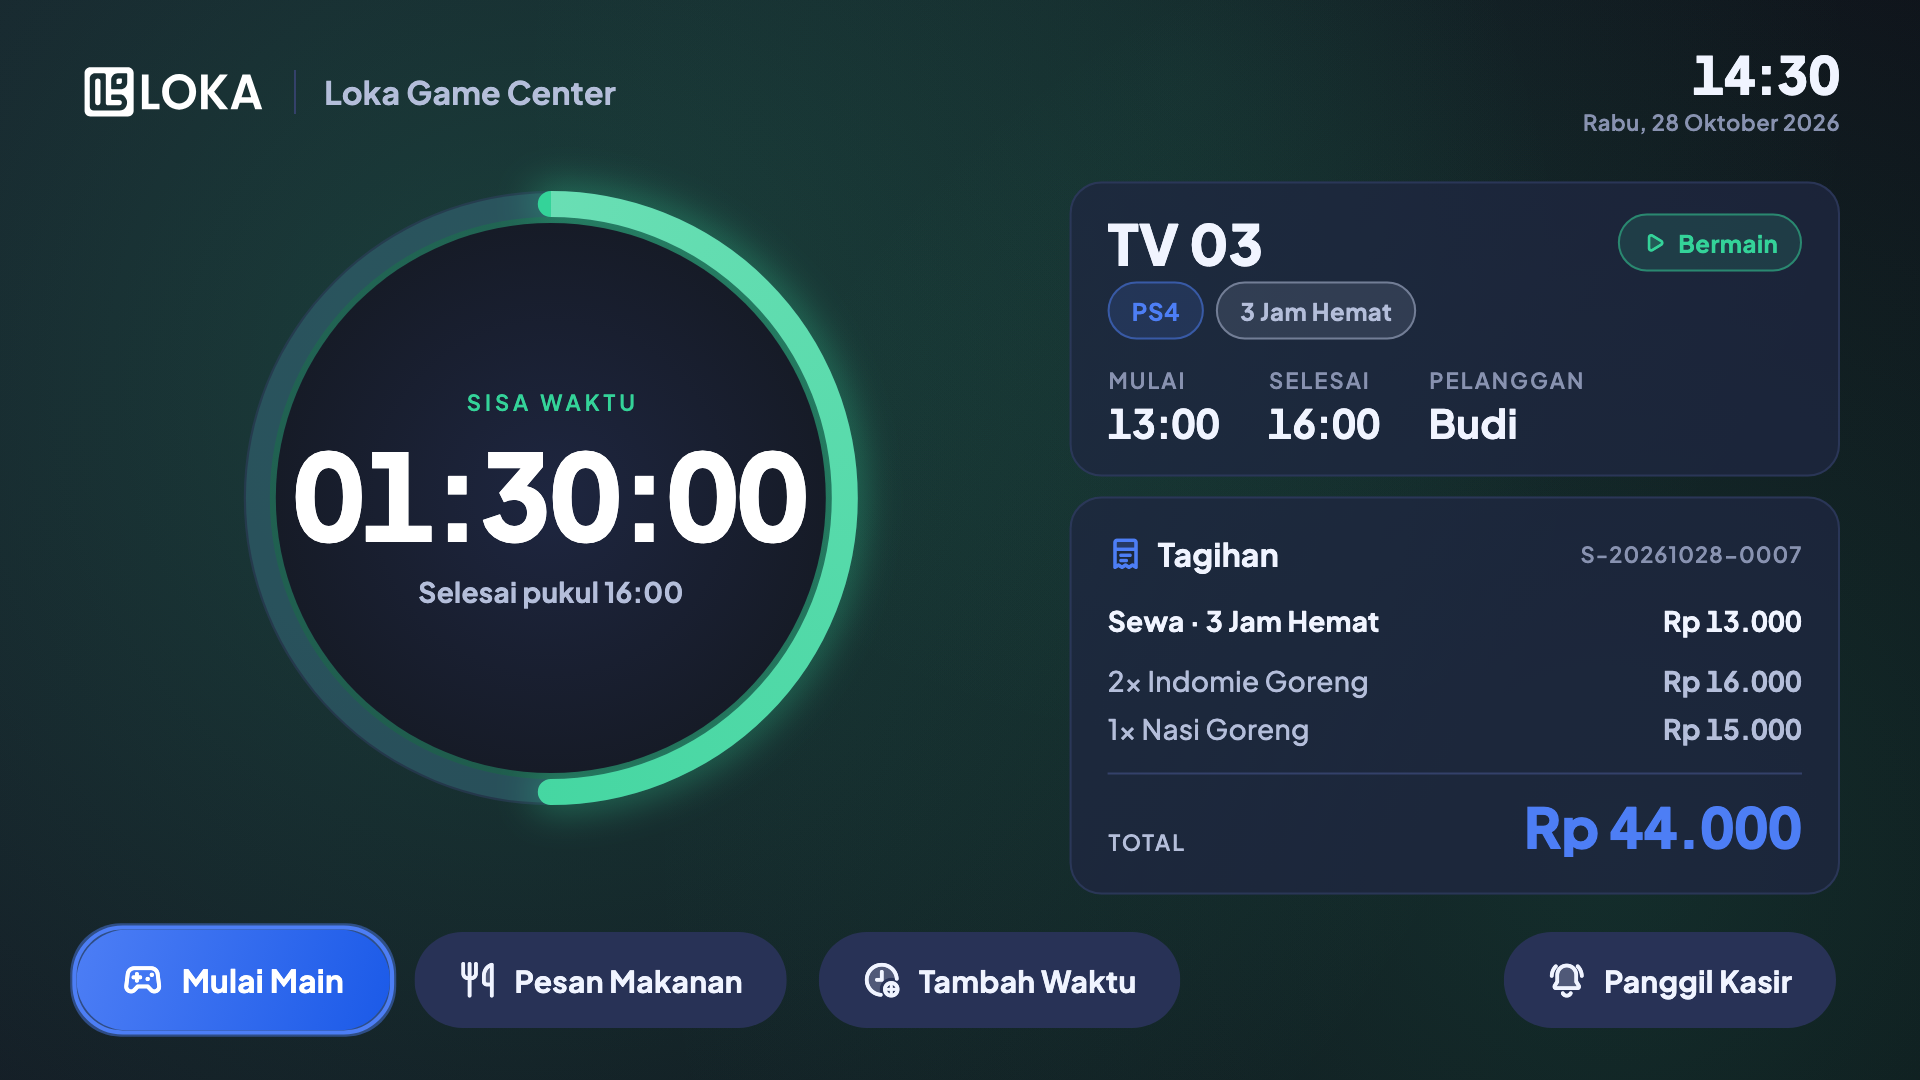 LOKA
Loka Game Center
14:30
Rabu, 28 Oktober 2026
SISA WAKTU
01:30:00
Selesai pukul 16:00
TV 03
Bermain
PS4
3 Jam Hemat
MULAI
SELESAI
PELANGGAN
13:00
16:00
Budi
Tagihan
S-20261028-0007
Sewa · 3 Jam Hemat
Rp 13.000
2× Indomie Goreng
Rp 16.000
1× Nasi Goreng
Rp 15.000
TOTAL
Rp 44.000
Mulai Main
Pesan Makanan
Tambah Waktu
Panggil Kasir